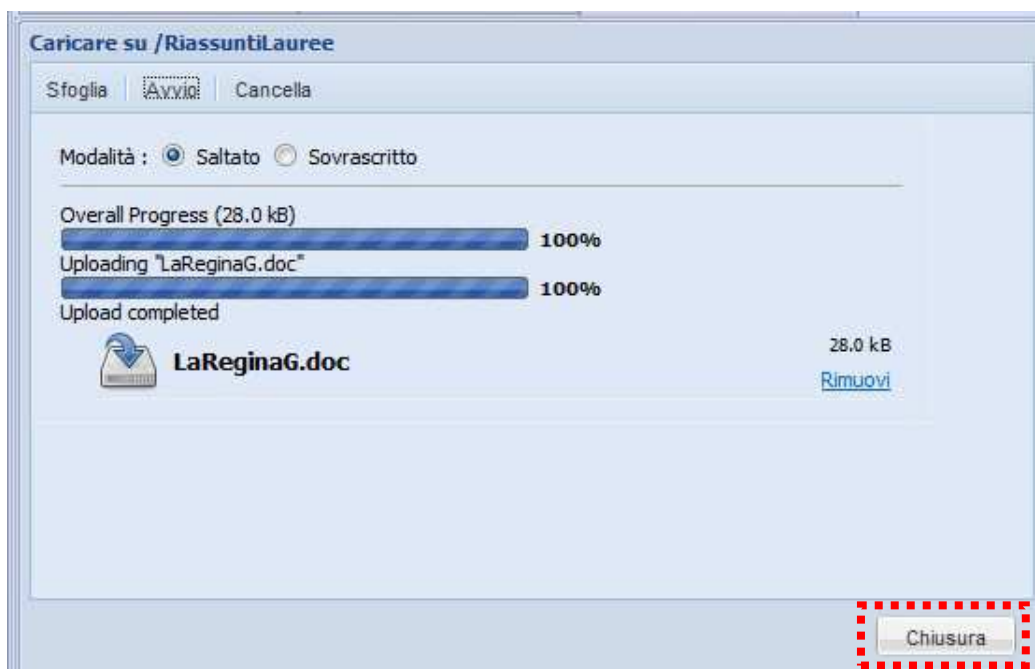 Caricare su /RiassuntiLauree
Sfoglia Avvio Cancella
Modalità : Saltato Sovrascritto
Overall Progress (28.0 kB)
100%
Uploading "LaReginaG.doc"
100%
Upload completed
LaReginaG.doc
28.0 kB
Rimuovi
Chiusura